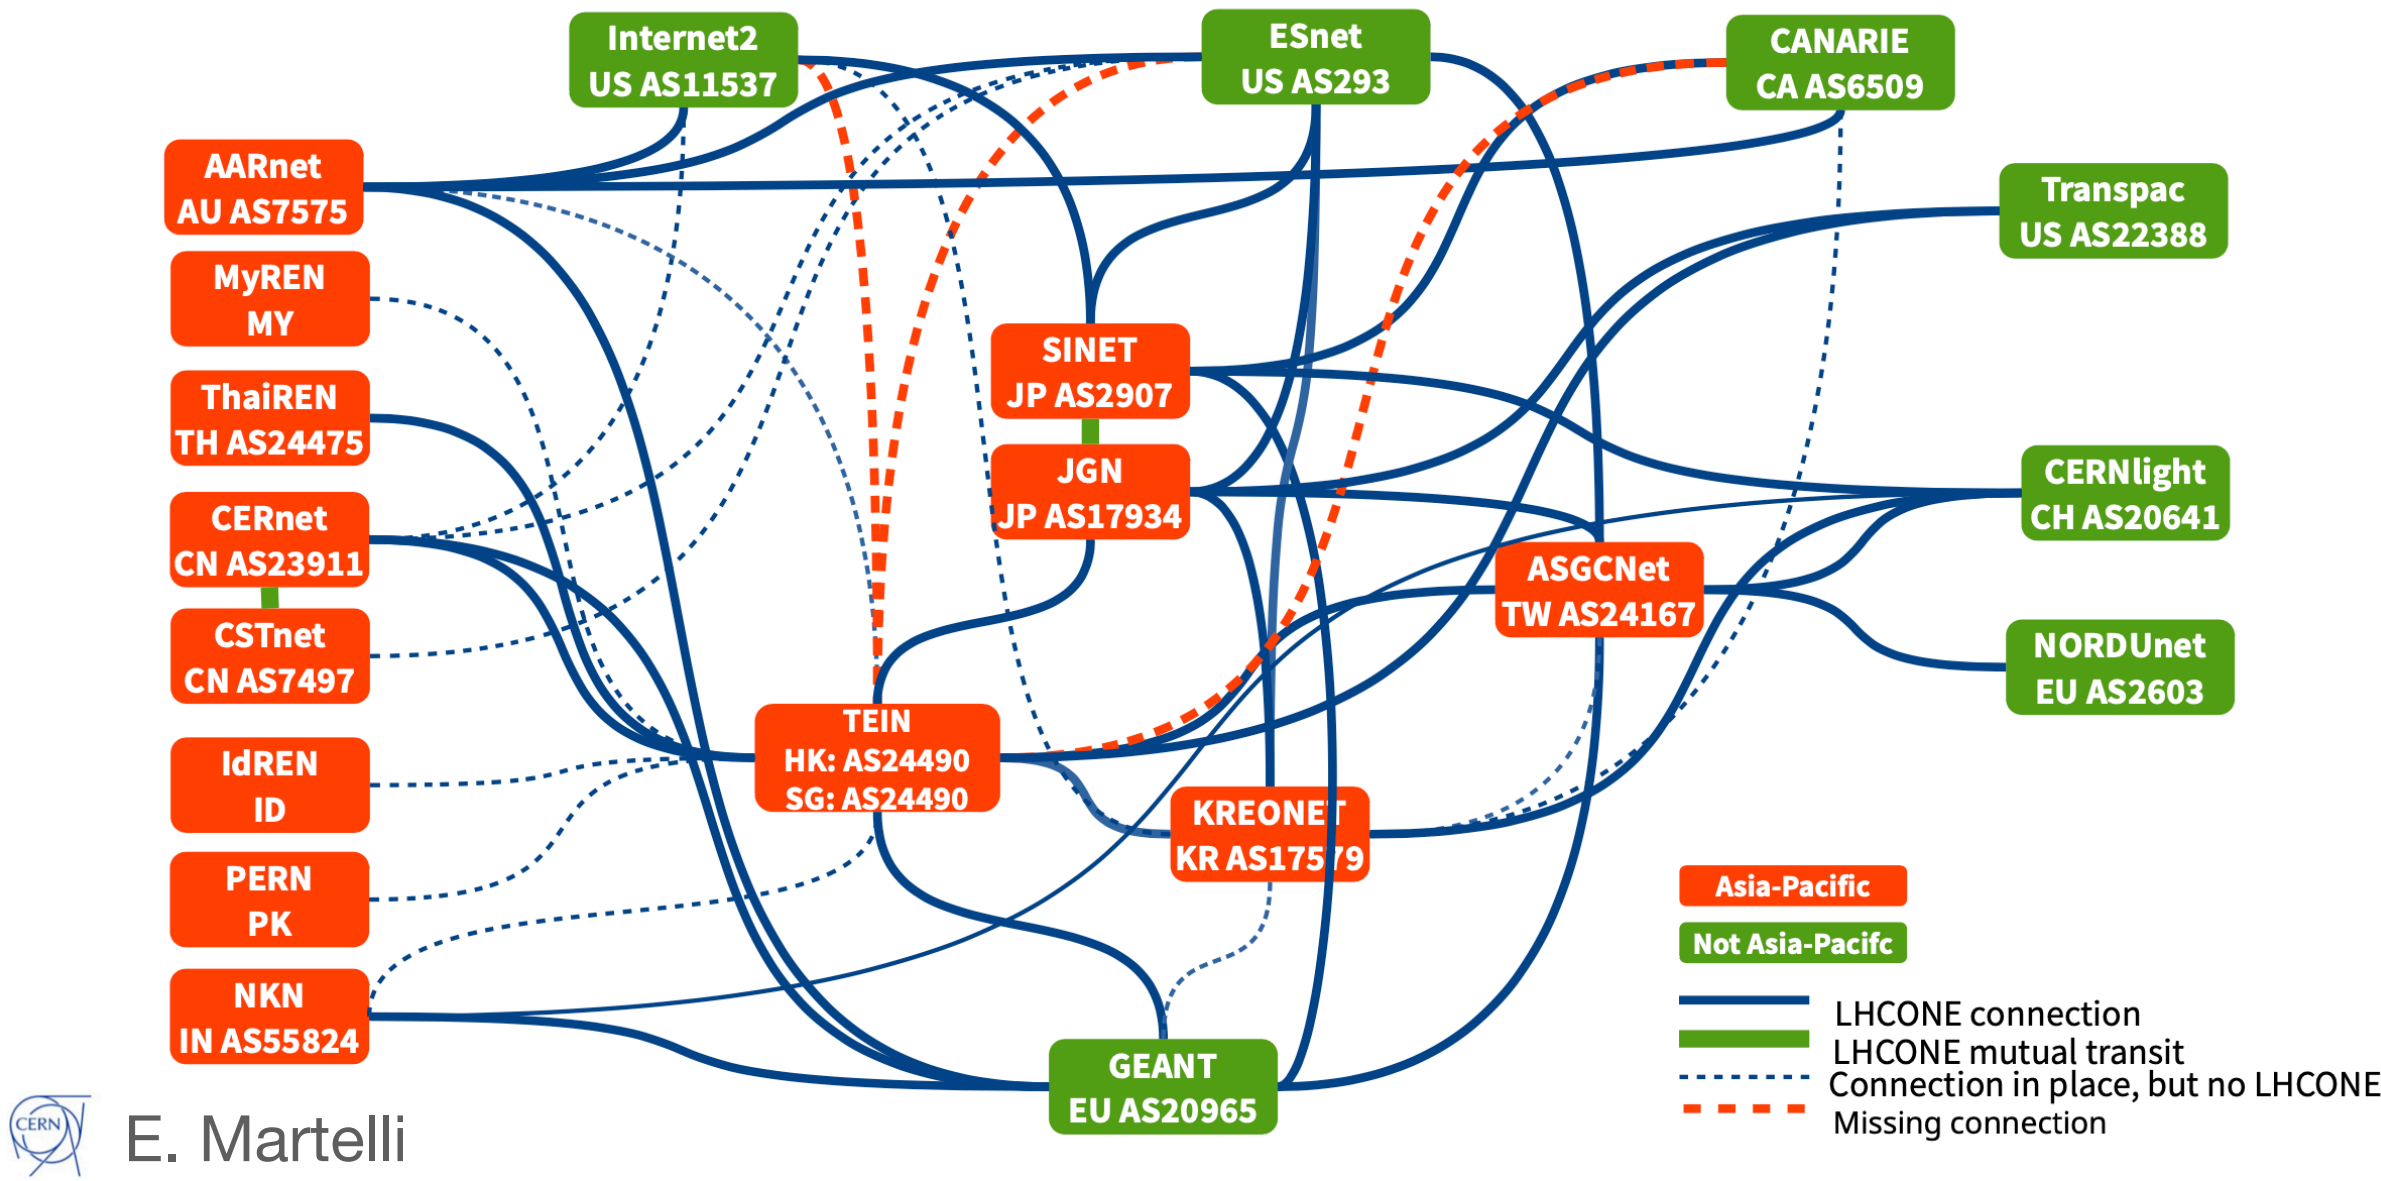 Internet2
US AS11537
ESnet
US AS293
CANARIE
CA AS6509
AARnet
AU AS7575
Transpac
US AS22388
MyREN
MY
SINET
JP AS2907
ThaiREN
TH AS24475
JGN
JP AS17934
CERNlight
CH AS20641
CERnet
CN AS23911
ASGCNet
TW AS24167
CSTnet
CN AS7497
NORDUnet
EU AS2603
TEIN
HK: AS24490
SG: AS24490
IdREN
ID
KREONET
KR AS17579
PERN
PK
NKN
IN AS55824
GEANT
EU AS20965
Asia-Pacific
Not Asia-Pacifc
LHCONE connection
LHCONE mutual transit
Connection in place, but no LHCONE
Missing connection
CERN
E. Martelli